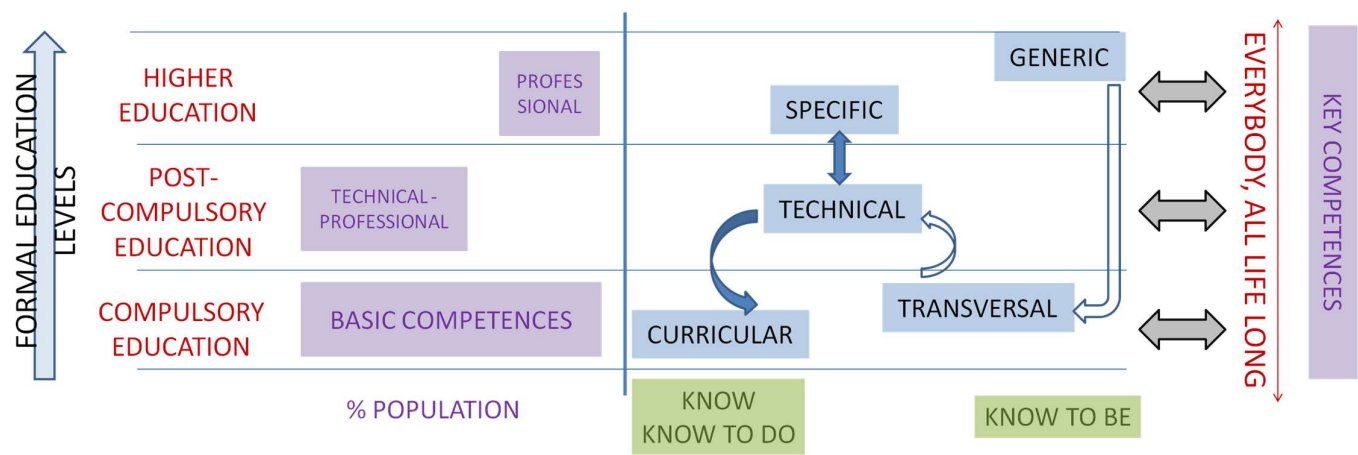 FORMAL EDUCATION
LEVELS
HIGHER
EDUCATION
PROFES
SIONAL
GENERIC
SPECIFIC
POST-
COMPULSORY
EDUCATION
TECHNICAL -
PROFESSIONAL
TECHNICAL
COMPULSORY
EDUCATION
BASIC COMPETENCES
CURRICULAR
TRANSVERSAL
% POPULATION
KNOW
KNOW TO DO
KNOW TO BE
EVERYBODY, ALL LIFE LONG
KEY COMPETENCES